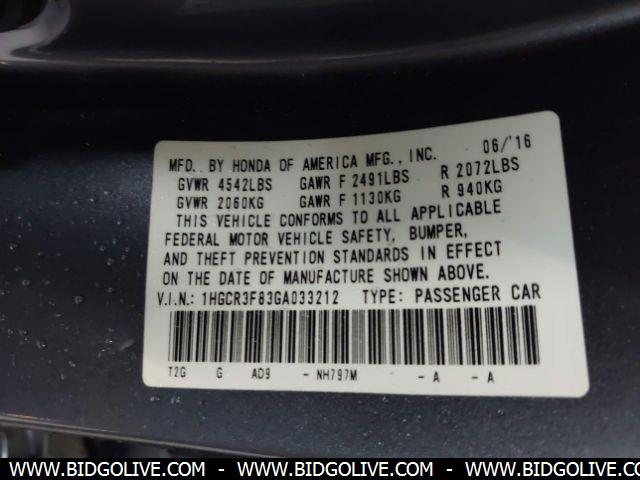 06/'16
MFD. BY HONDA OF AMERICA MFG., INC.
GVWR 4542LBS GAWR F 2491LBS R 2072LBS
GVWR 2060KG GAWR F 1130KG R 940KG
THIS VEHICLE CONFORMS TO ALL APPLICABLE
FEDERAL MOTOR VEHICLE SAFETY, BUMPER,
AND THEFT PREVENTION STANDARDS IN EFFECT
ON THE DATE OF MANUFACTURE SHOWN ABOVE.
V.I.N.: 1HGCR3F83GA033212 TYPE: PASSENGER CAR
T2G G AD9 - NH797M - A - A
WWW.BIDGOLIVE.COM - WWW.BIDGOLIVE.COM - WWW.BIDGOLIVE.COM